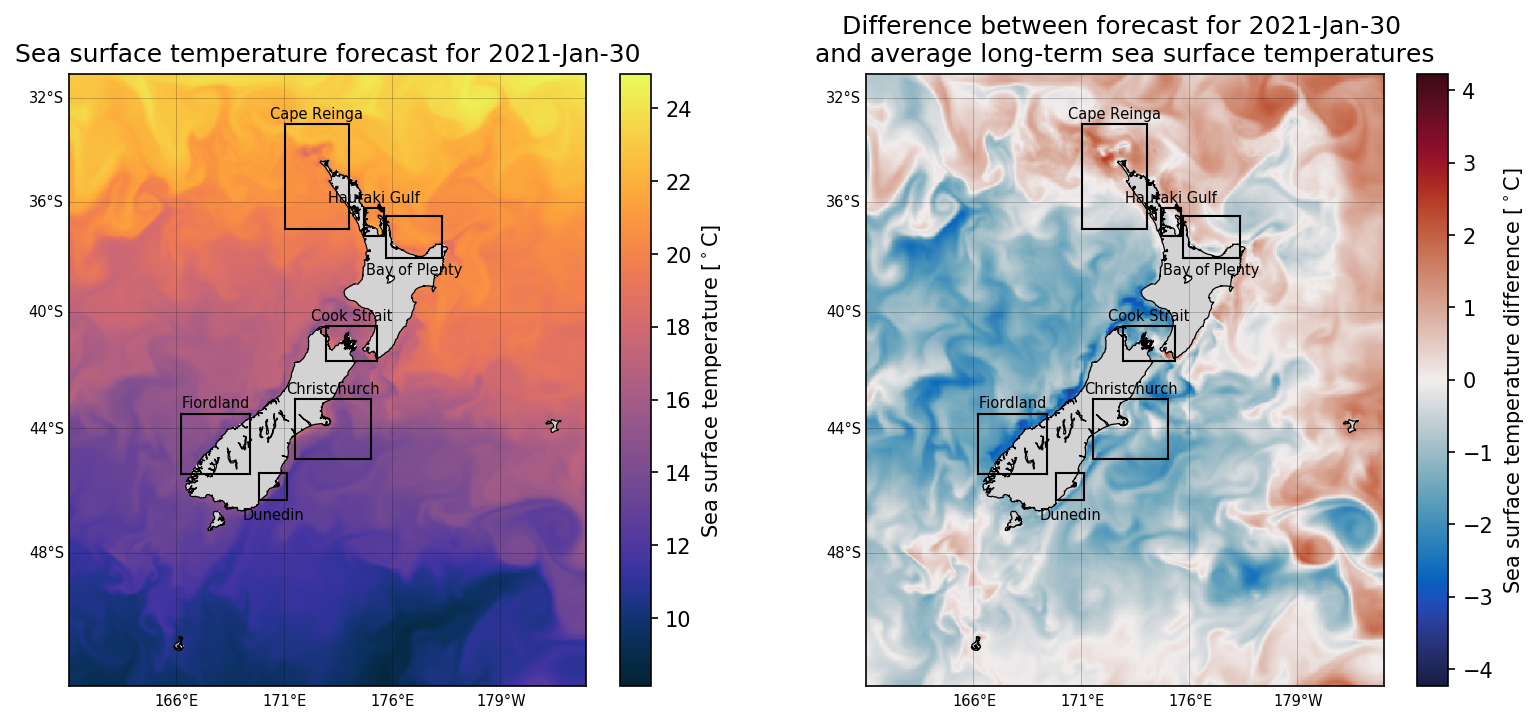 Sea surface temperature forecast for 2021-Jan-30
32°S
36°S
40°S
44°S
48°S
166°E
171°E
176°E
179°W
Cape Reinga
Hauraki Gulf
Bay of Plenty
Cook Strait
Christchurch
Fiordland
Dunedin
24
22
20
18
16
14
12
10
Sea surface temperature [°C]
Difference between forecast for 2021-Jan-30
and average long-term sea surface temperatures
32°S
36°S
40°S
44°S
48°S
166°E
171°E
176°E
179°W
Cape Reinga
Hauraki Gulf
Bay of Plenty
Cook Strait
Christchurch
Fiordland
Dunedin
4
3
2
1
0
−1
−2
−3
−4
Sea surface temperature difference [°C]